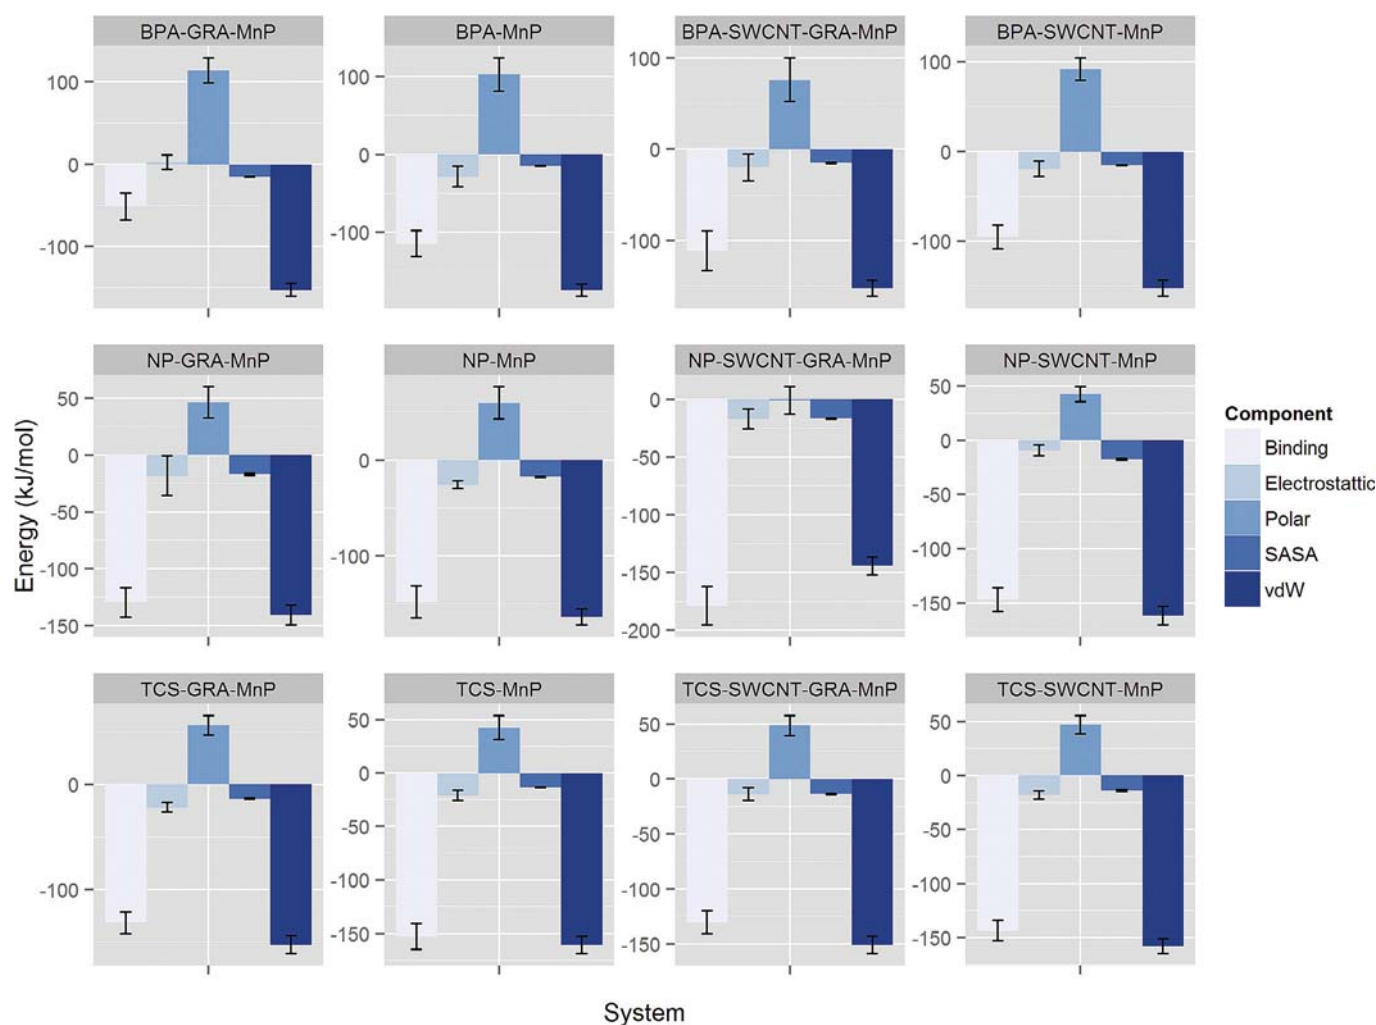 BPA-GRA-MnP
BPA-MnP
BPA-SWCNT-GRA-MnP
BPA-SWCNT-MnP
100
0
-100
100
0
-100
100
0
-100
100
0
-100
NP-GRA-MnP
NP-MnP
NP-SWCNT-GRA-MnP
NP-SWCNT-MnP
50
0
-50
-100
-150
0
-100
0
-50
-100
-150
-200
50
0
-50
-100
-150
TCS-GRA-MnP
TCS-MnP
TCS-SWCNT-GRA-MnP
TCS-SWCNT-MnP
0
-100
50
0
-50
-100
-150
50
0
-50
-100
-150
50
0
-50
-100
-150
Energy (kJ/mol)
System
Component
Binding
Electrostattic
Polar
SASA
vdW